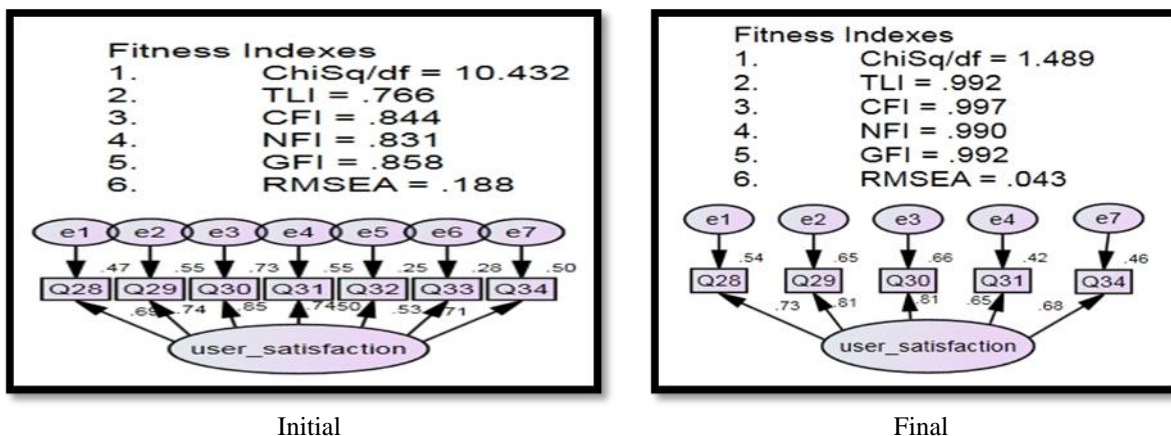 Fitness Indexes
1. ChiSq/df = 10.432
2. TLI = .766
3. CFI = .844
4. NFI = .831
5. GFI = .858
6. RMSEA = .188
e1 e2 e3 e4 e5 e6 e7
.47 .55 .73 .55 .25 .28 .50
Q28 Q29 Q30 Q31 Q32 Q33 Q34
.69 .74 .85 .74 .50 .53 .71
user_satisfaction
Initial
Fitness Indexes
1. ChiSq/df = 1.489
2. TLI = .992
3. CFI = .997
4. NFI = .990
5. GFI = .992
6. RMSEA = .043
e1 e2 e3 e4 e7
.54 .65 .66 .42 .46
Q28 Q29 Q30 Q31 Q34
.73 .81 .81 .65 .68
user_satisfaction
Final